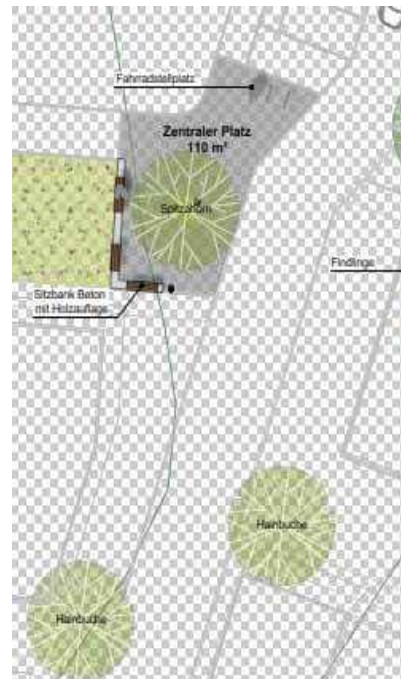 Fahrradstellplatz
Zentraler Platz
110 m²
Spitzahorn
Findlinge
Sitzbank Beton
mit Holzauflage
Hainbuche
Hainbuche